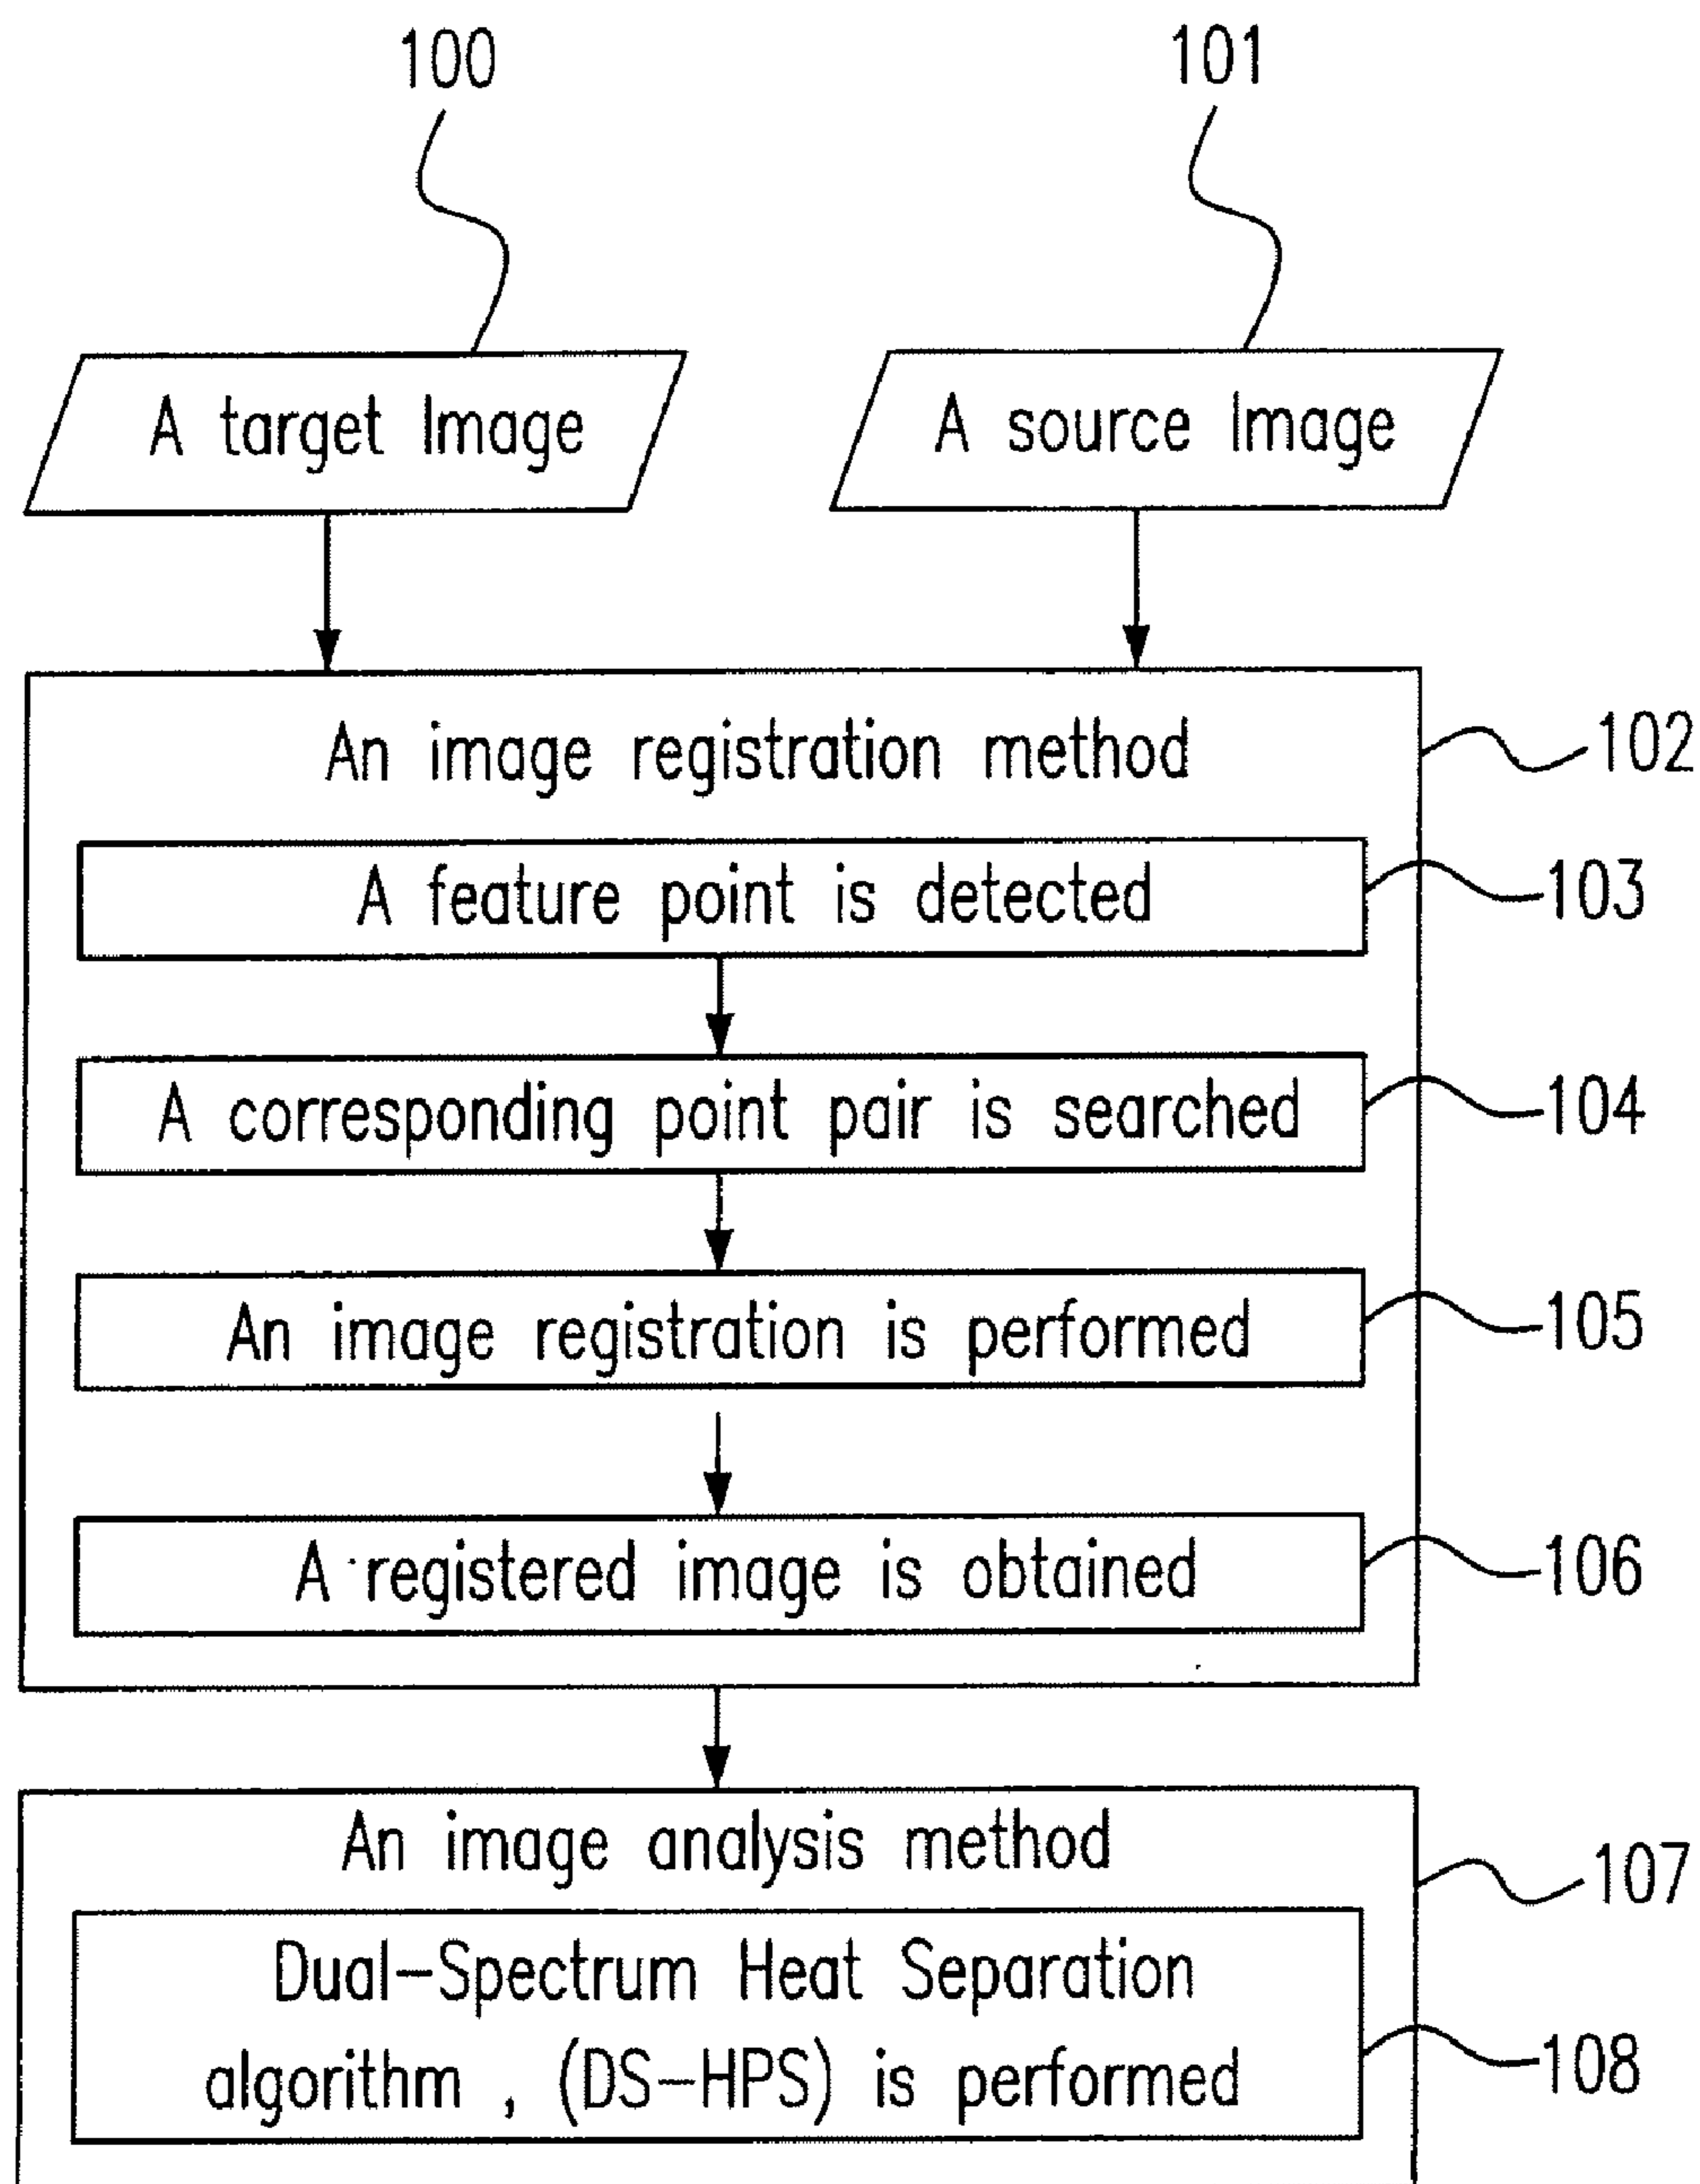 100
101
A target Image
A source Image
An image registration method
102
A feature point is detected
103
A corresponding point pair is searched
104
An image registration is performed
105
A registered image is obtained
106
An image analysis method
107
Dual-Spectrum Heat Separation
algorithm , (DS-HPS) is performed
108